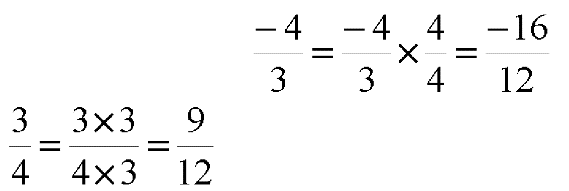 -4/3 = -4/3 × 4/4 = -16/12
3/4 = 3×3/4×3 = 9/12